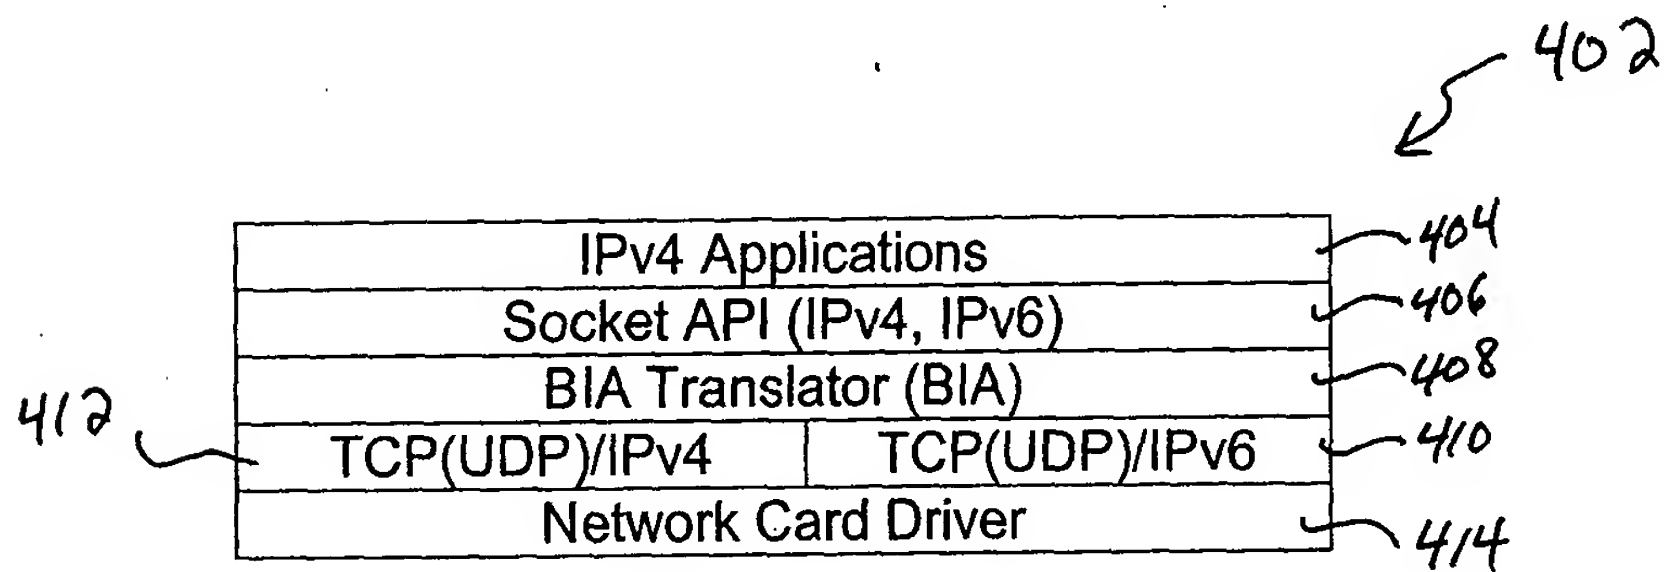 402
IPv4 Applications 404
Socket API (IPv4, IPv6) 406
BIA Translator (BIA) 408
412 TCP(UDP)/IPv4 TCP(UDP)/IPv6 410
Network Card Driver 414